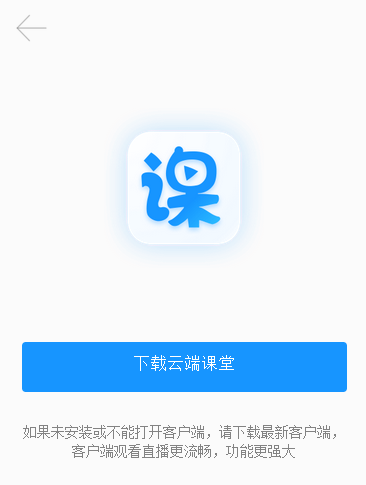 课
下载云端课堂
如果未安装或不能打开客户端，请下载最新客户端，
客户端观看直播更流畅，功能更强大